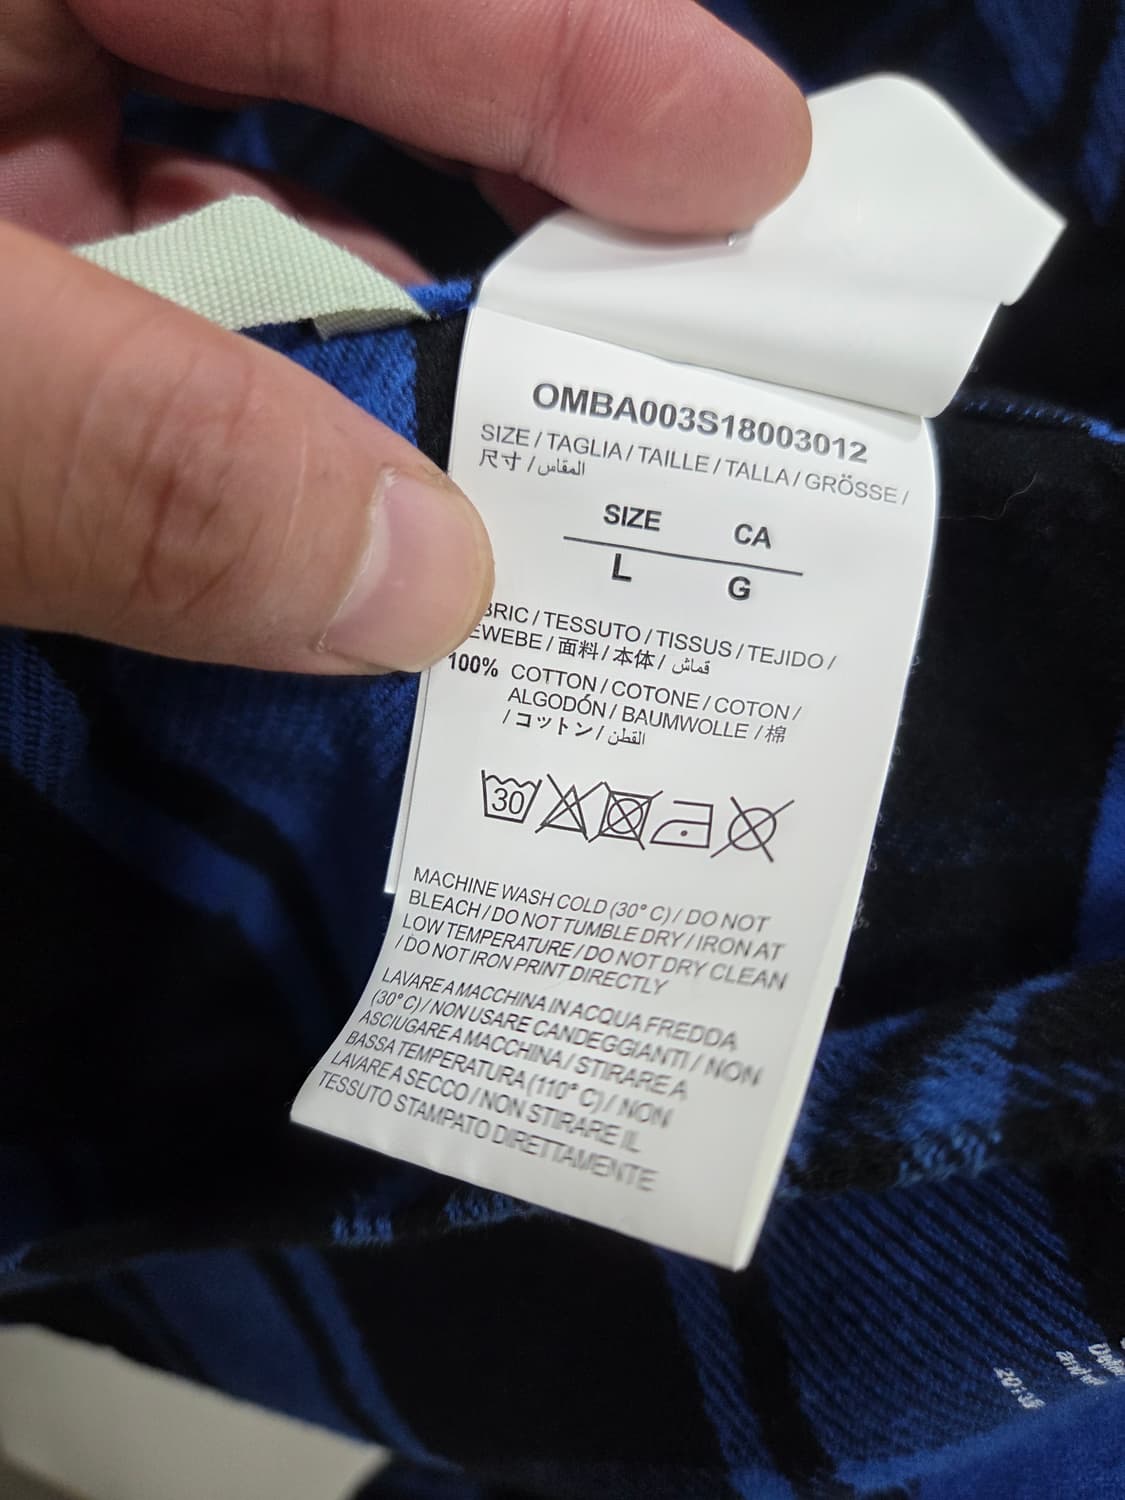 OMBA003S18003012
SIZE / TAGLIA / TAILLE / TALLA / GRÖSSE /
尺寸 / المقاس
SIZE CA
L G
BRIC / TESSUTO / TISSUS / TEJIDO /
EWEBE / 面料 / 本体 / قماش
100% COTTON / COTONE / COTON /
ALGODÓN / BAUMWOLLE / 棉
/ コットン / القطن
30
MACHINE WASH COLD (30° C) / DO NOT
BLEACH / DO NOT TUMBLE DRY / IRON AT
LOW TEMPERATURE / DO NOT DRY CLEAN
/ DO NOT IRON PRINT DIRECTLY
LAVARE A MACCHINA IN ACQUA FREDDA
(30° C) / NON USARE CANDEGGIANTI / NON
ASCIUGARE A MACCHINA / STIRARE A
BASSA TEMPERATURA (110° C) / NON
LAVARE A SECCO / NON STIRARE IL
TESSUTO STAMPATO DIRETTAMENTE